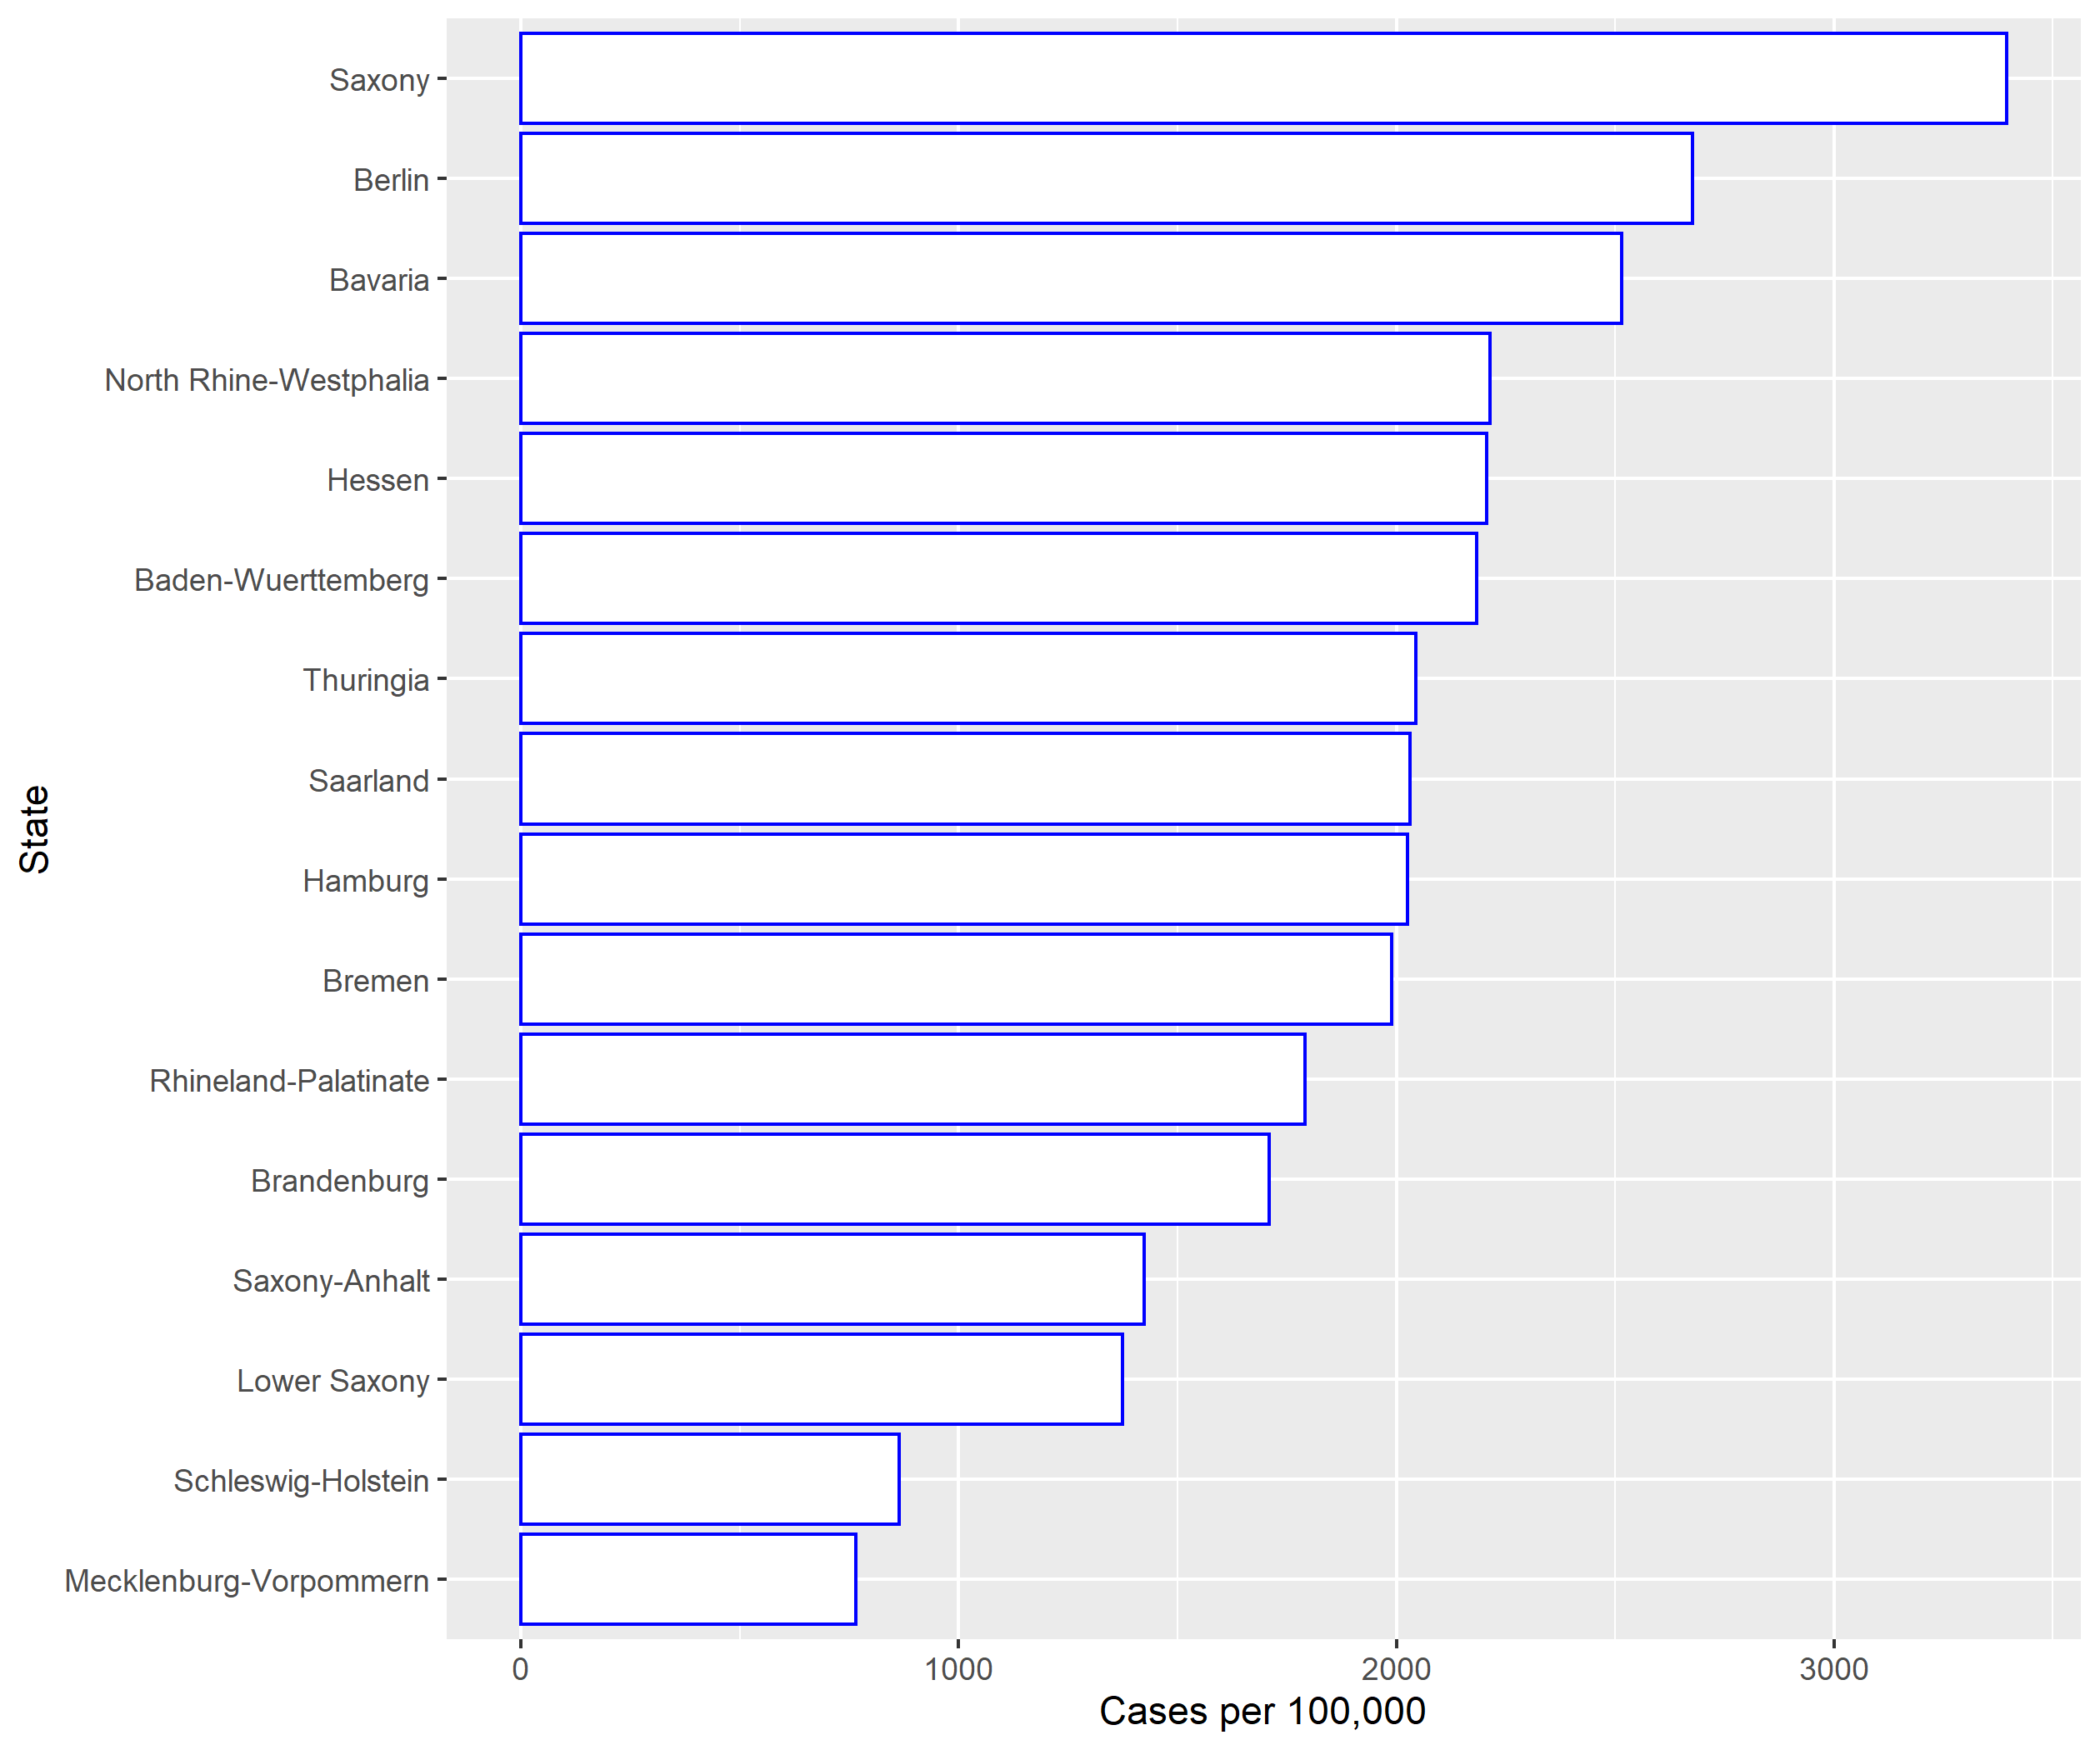 Saxony
Berlin
Bavaria
North Rhine-Westphalia
Hessen
Baden-Wuerttemberg
Thuringia
Saarland
Hamburg
Bremen
Rhineland-Palatinate
Brandenburg
Saxony-Anhalt
Lower Saxony
Schleswig-Holstein
Mecklenburg-Vorpommern
State
0 1000 2000 3000
Cases per 100,000